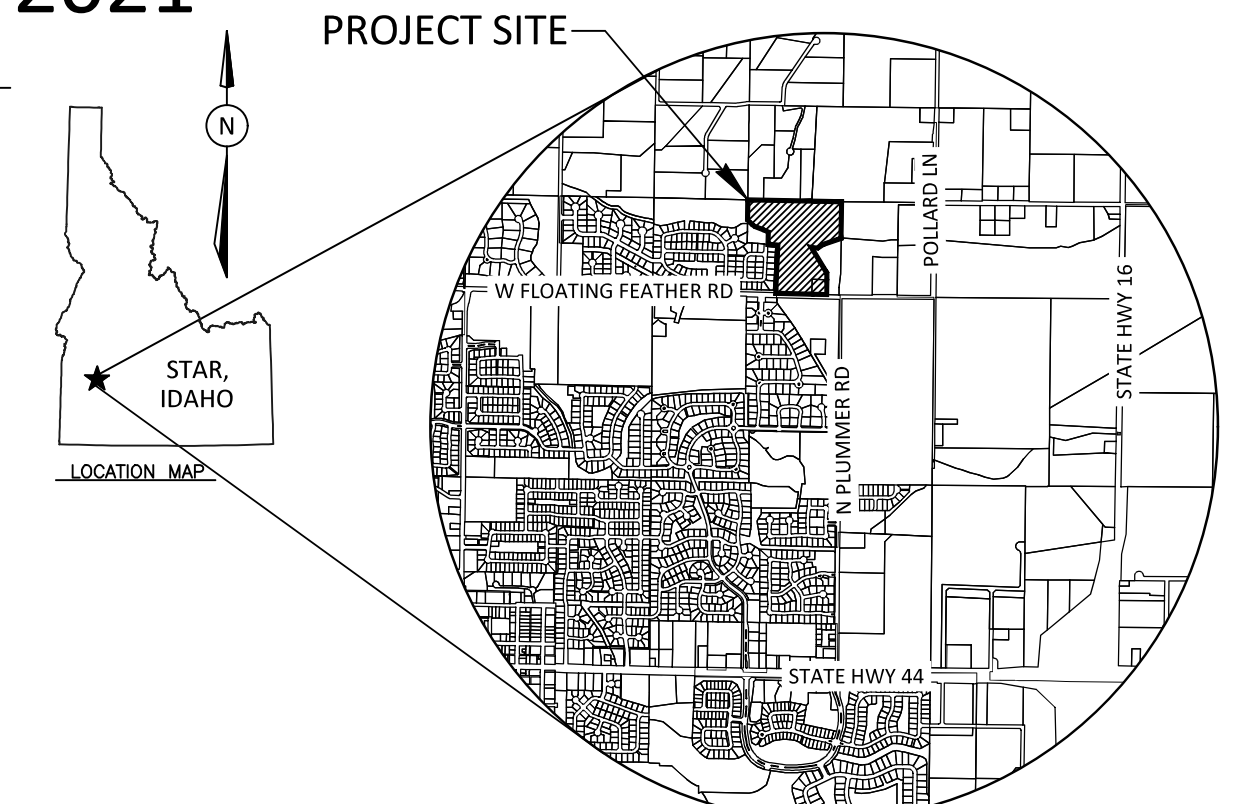 2021
PROJECT SITE
N
POLLARD LN
W FLOATING FEATHER RD
STATE HWY 16
STAR,
IDAHO
N PLUMMER RD
LOCATION MAP
STATE HWY 44